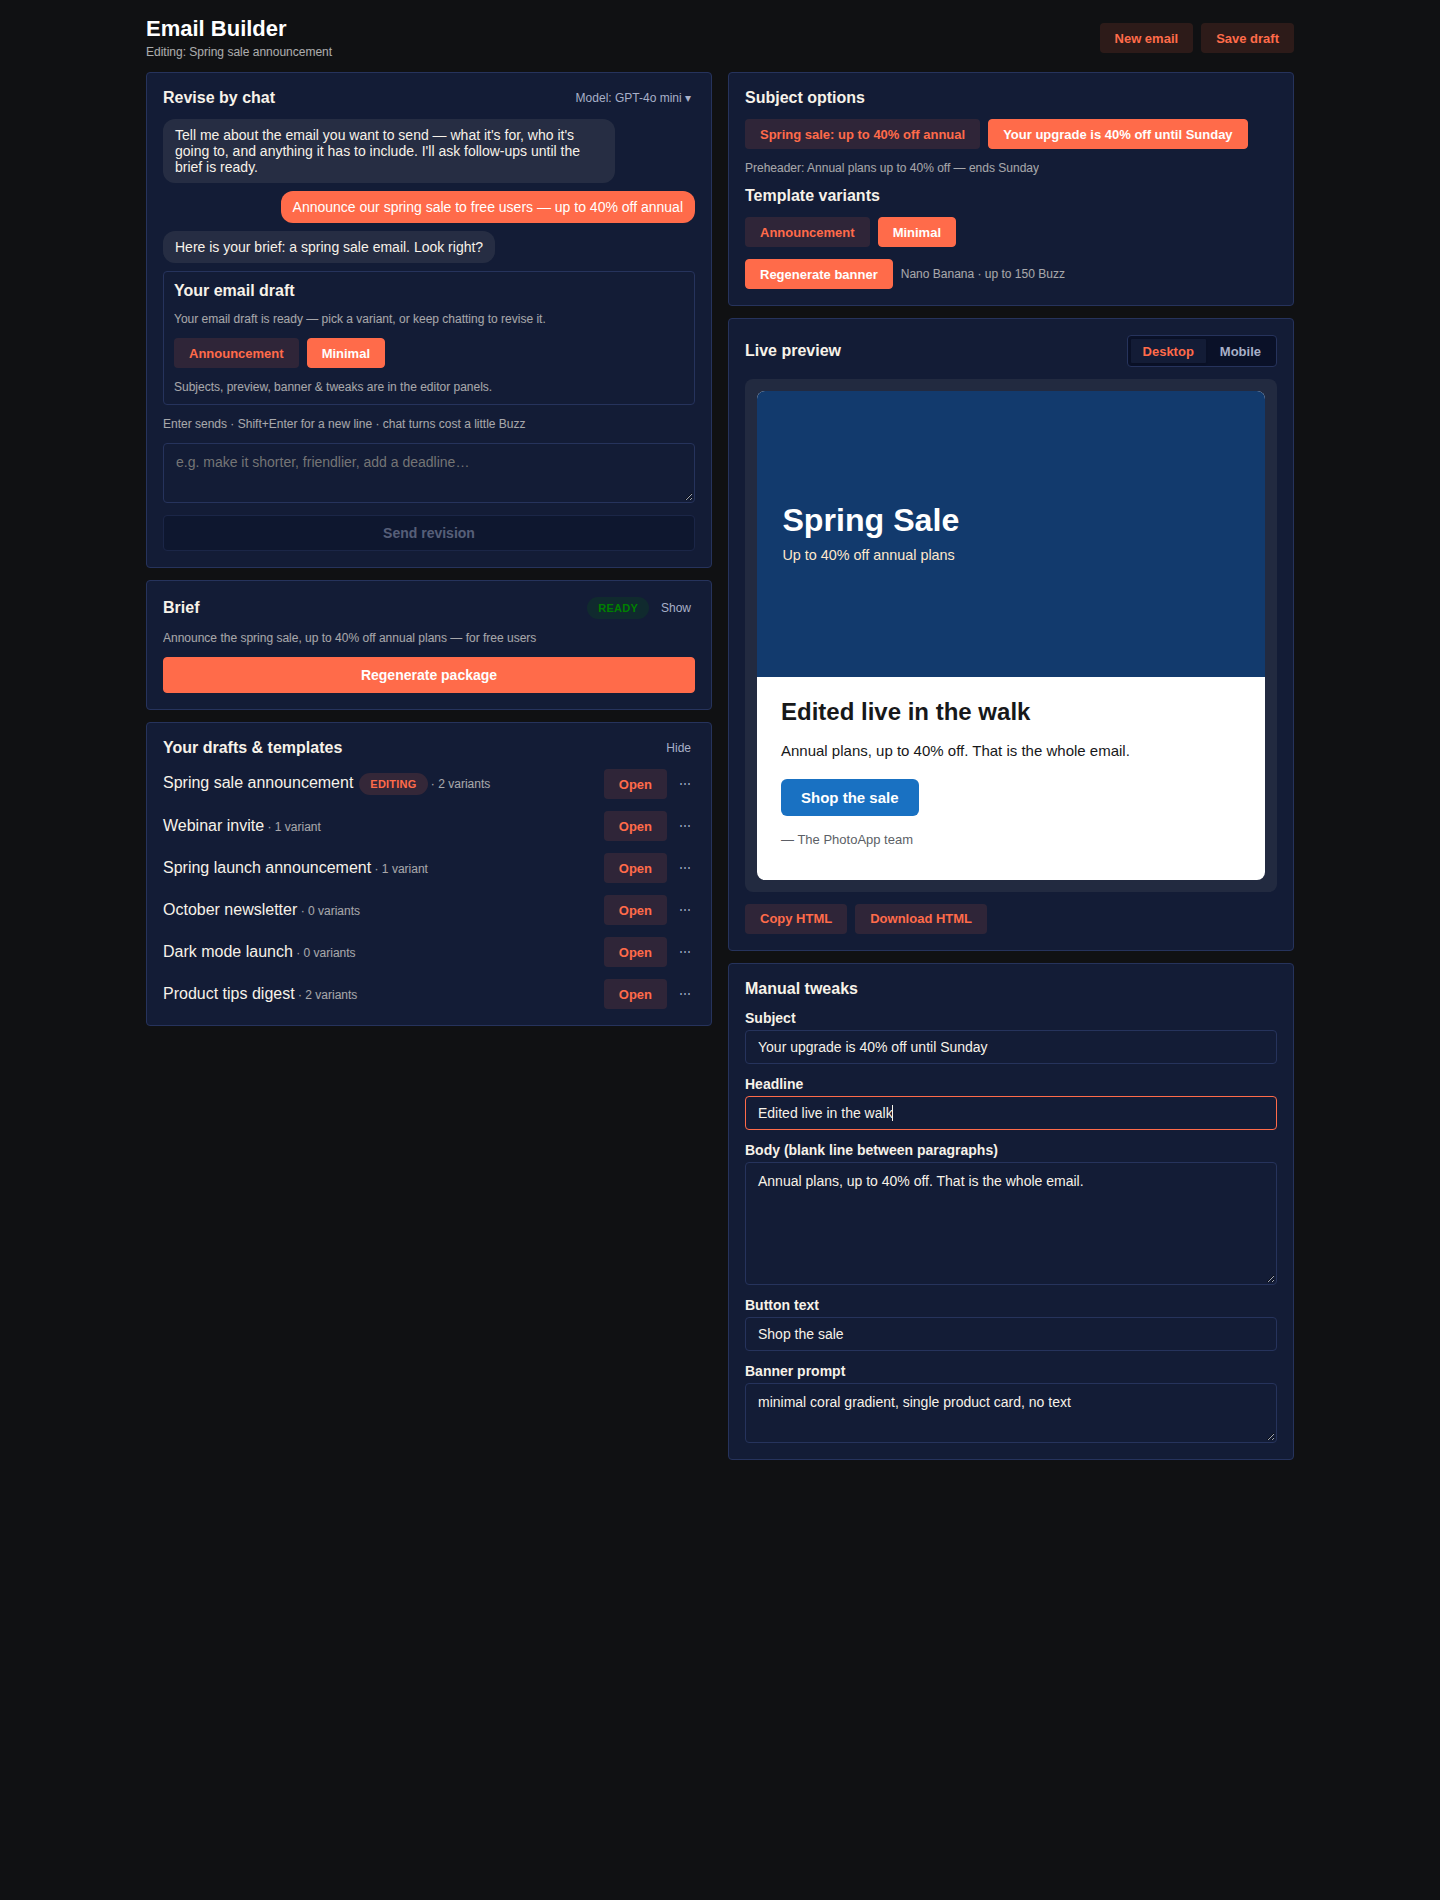 Email Builder
Editing: Spring sale announcement
New email
Save draft
Revise by chat
Model: GPT-4o mini ▾
Tell me about the email you want to send — what it's for, who it's
going to, and anything it has to include. I'll ask follow-ups until the
brief is ready.
Announce our spring sale to free users — up to 40% off annual
Here is your brief: a spring sale email. Look right?
Your email draft
Your email draft is ready — pick a variant, or keep chatting to revise it.
Announcement
Minimal
Subjects, preview, banner & tweaks are in the editor panels.
Enter sends · Shift+Enter for a new line · chat turns cost a little Buzz
e.g. make it shorter, friendlier, add a deadline…
Send revision
Brief
READY
Show
Announce the spring sale, up to 40% off annual plans — for free users
Regenerate package
Your drafts & templates
Hide
Spring sale announcement EDITING · 2 variants
Open
···
Webinar invite · 1 variant
Open
···
Spring launch announcement · 1 variant
Open
···
October newsletter · 0 variants
Open
···
Dark mode launch · 0 variants
Open
···
Product tips digest · 2 variants
Open
···
Subject options
Spring sale: up to 40% off annual
Your upgrade is 40% off until Sunday
Preheader: Annual plans up to 40% off — ends Sunday
Template variants
Announcement
Minimal
Regenerate banner
Nano Banana · up to 150 Buzz
Live preview
Desktop
Mobile
Spring Sale
Up to 40% off annual plans
Edited live in the walk
Annual plans, up to 40% off. That is the whole email.
Shop the sale
— The PhotoApp team
Copy HTML
Download HTML
Manual tweaks
Subject
Your upgrade is 40% off until Sunday
Headline
Edited live in the walk
Body (blank line between paragraphs)
Annual plans, up to 40% off. That is the whole email.
Button text
Shop the sale
Banner prompt
minimal coral gradient, single product card, no text